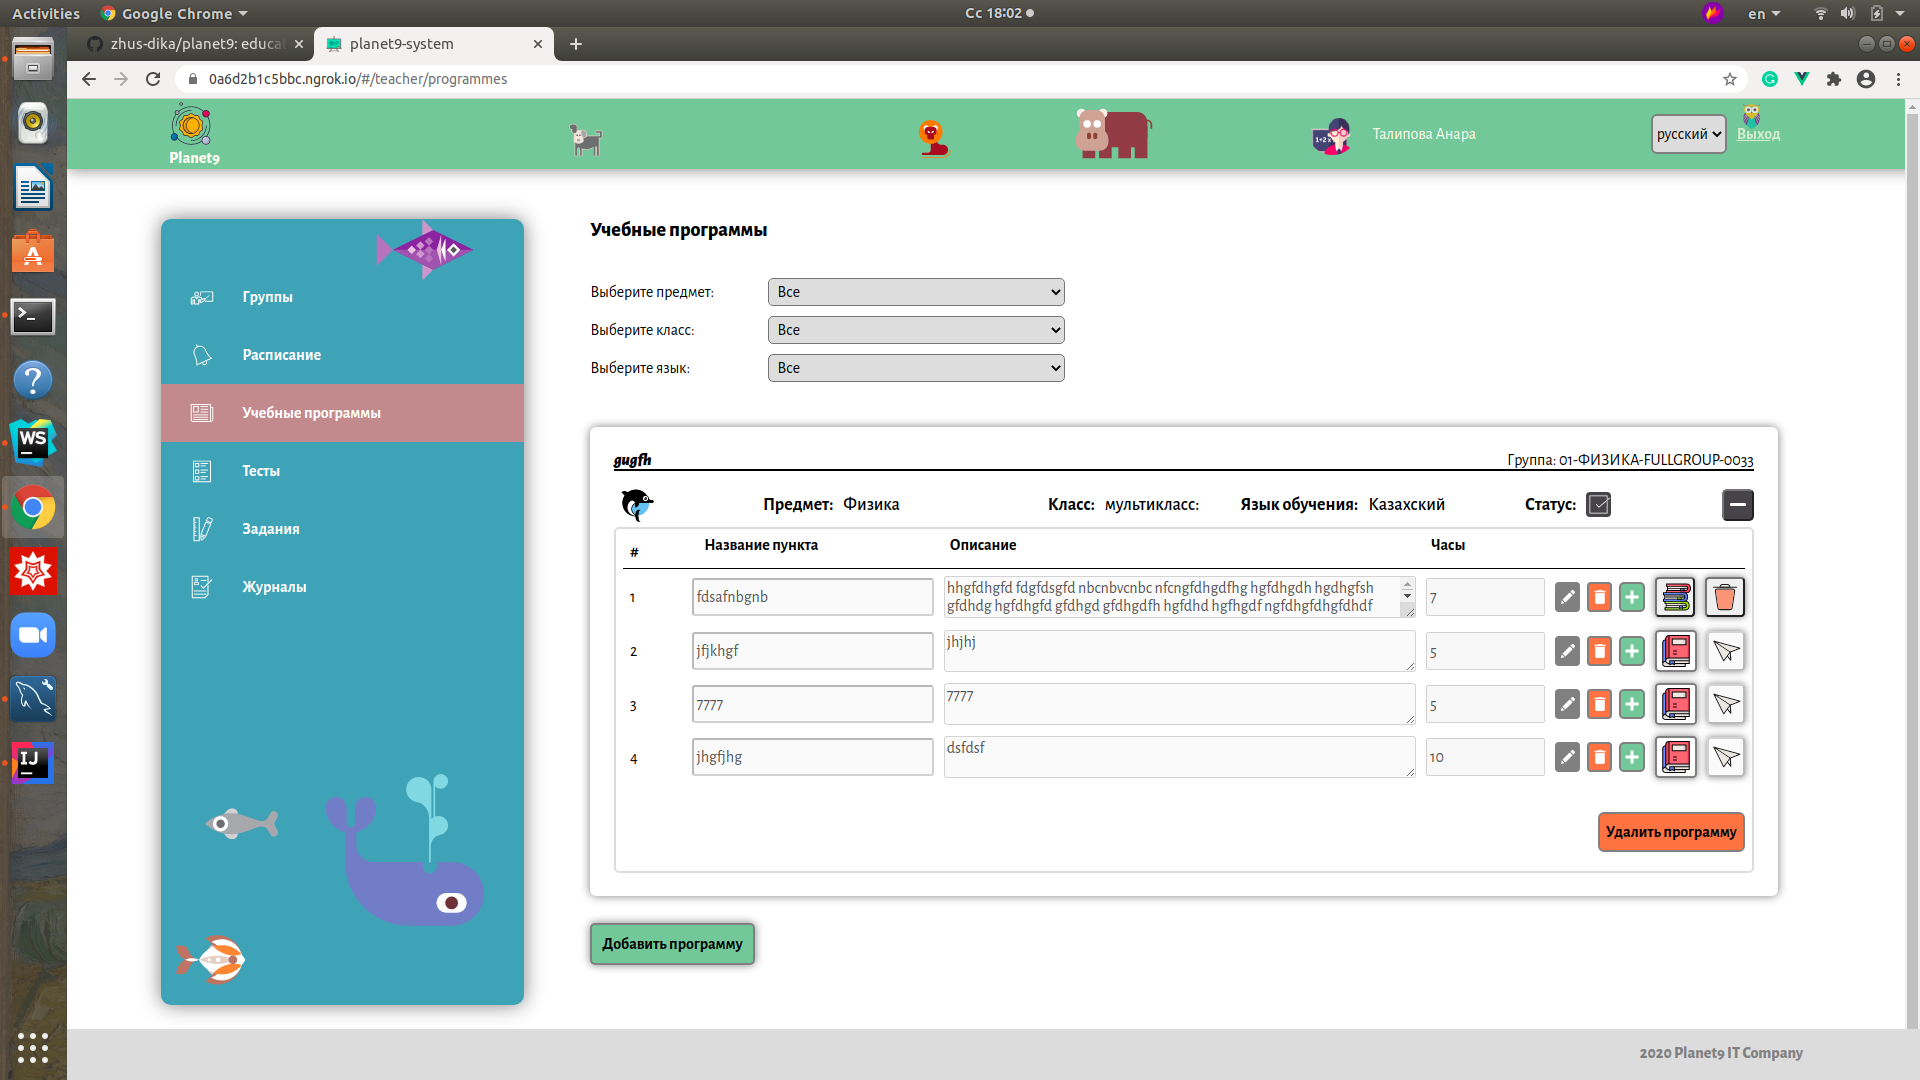 Activities
Google Chrome
Сс 18:02
en
zhus-dika/planet9: educat
planet9-system
0a6d2b1c5bbc.ngrok.io/#/teacher/programmes
Planet9
1+2
Талипова Анара
русский
Выход
Группы
Расписание
Учебные программы
Тесты
Задания
Журналы
Учебные программы
Выберите предмет:
Все
Выберите класс:
Все
Выберите язык:
Все
gugfh
Группа: 01-ФИЗИКА-FULLGROUP-0033
Предмет: Физика
Класс: мультикласс:
Язык обучения: Казахский
Статус:
#
Название пункта
Описание
Часы
1
fdsafnbgnb
hhgfdhgfd fdgfdsgfd nbcnbvcnbc nfcngfdhgdfhg hgfdhgdh hgdhgfsh
gfdhdg hgfdhgfd gfdhgd gfdhgdfh hgfdhd hgfhgdf ngfdhgfdhgfdhdf
7
2
jfjkhgf
jhjhj
5
3
7777
7777
5
4
jhgfjhg
dsfdsf
10
Удалить программу
Добавить программу
2020 Planet9 IT Company
WS
IJ